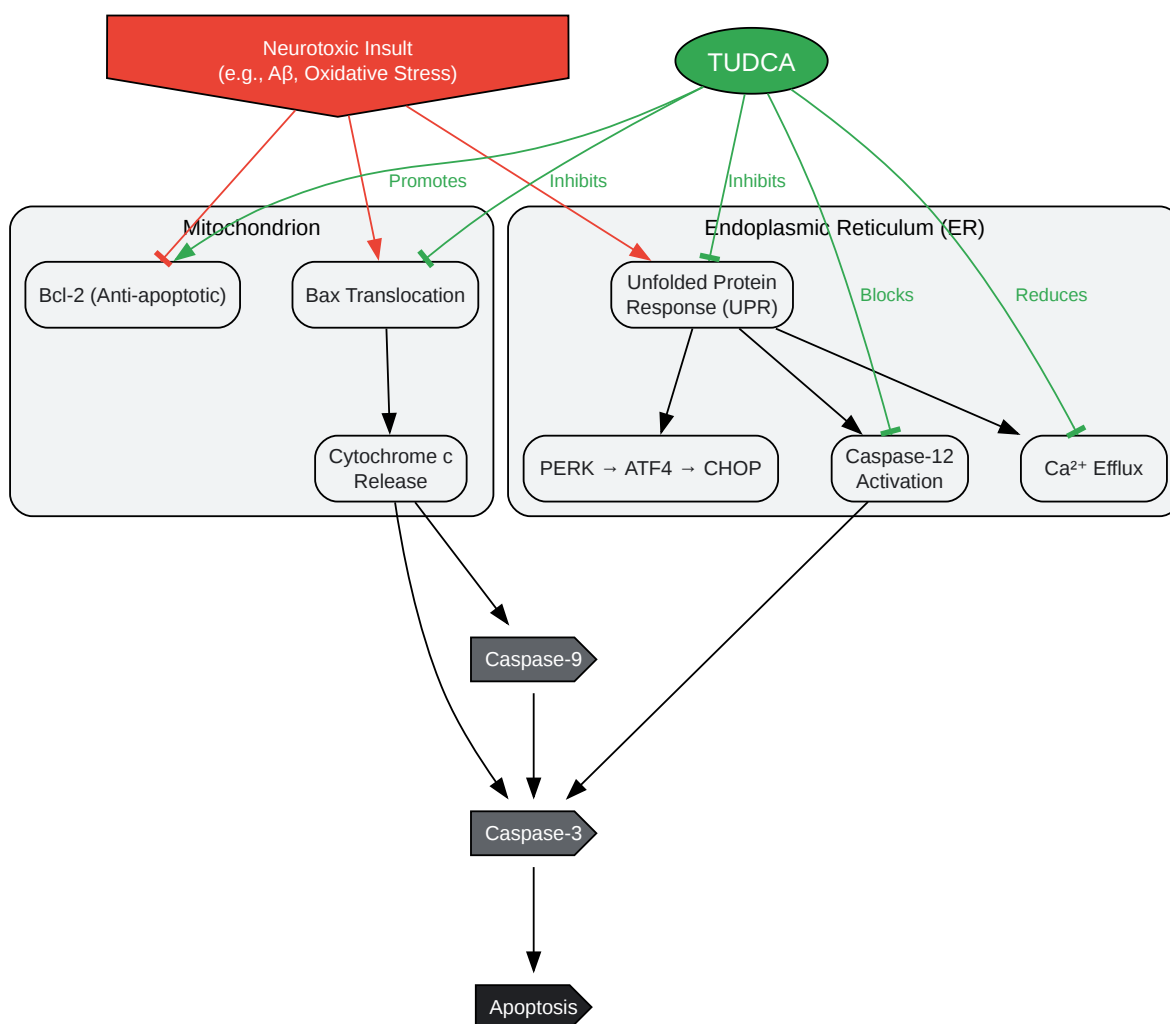 Neurotoxic Insult
(e.g., Aβ, Oxidative Stress)
TUDCA
Promotes
Inhibits
Inhibits
Mitochondrion
Endoplasmic Reticulum (ER)
Bcl-2 (Anti-apoptotic)
Bax Translocation
Unfolded Protein
Response (UPR)
Blocks
Reduces
Cytochrome c
Release
PERK → ATF4 → CHOP
Caspase-12
Activation
Ca²⁺ Efflux
Caspase-9
Caspase-3
Apoptosis